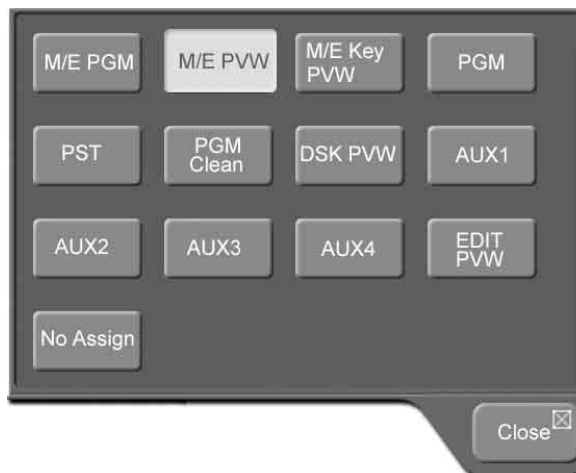 M/E PGM
M/E PVW
M/E Key
PVW
PGM
PST
PGM
Clean
DSK PVW
AUX1
AUX2
AUX3
AUX4
EDIT
PVW
No Assign
Close